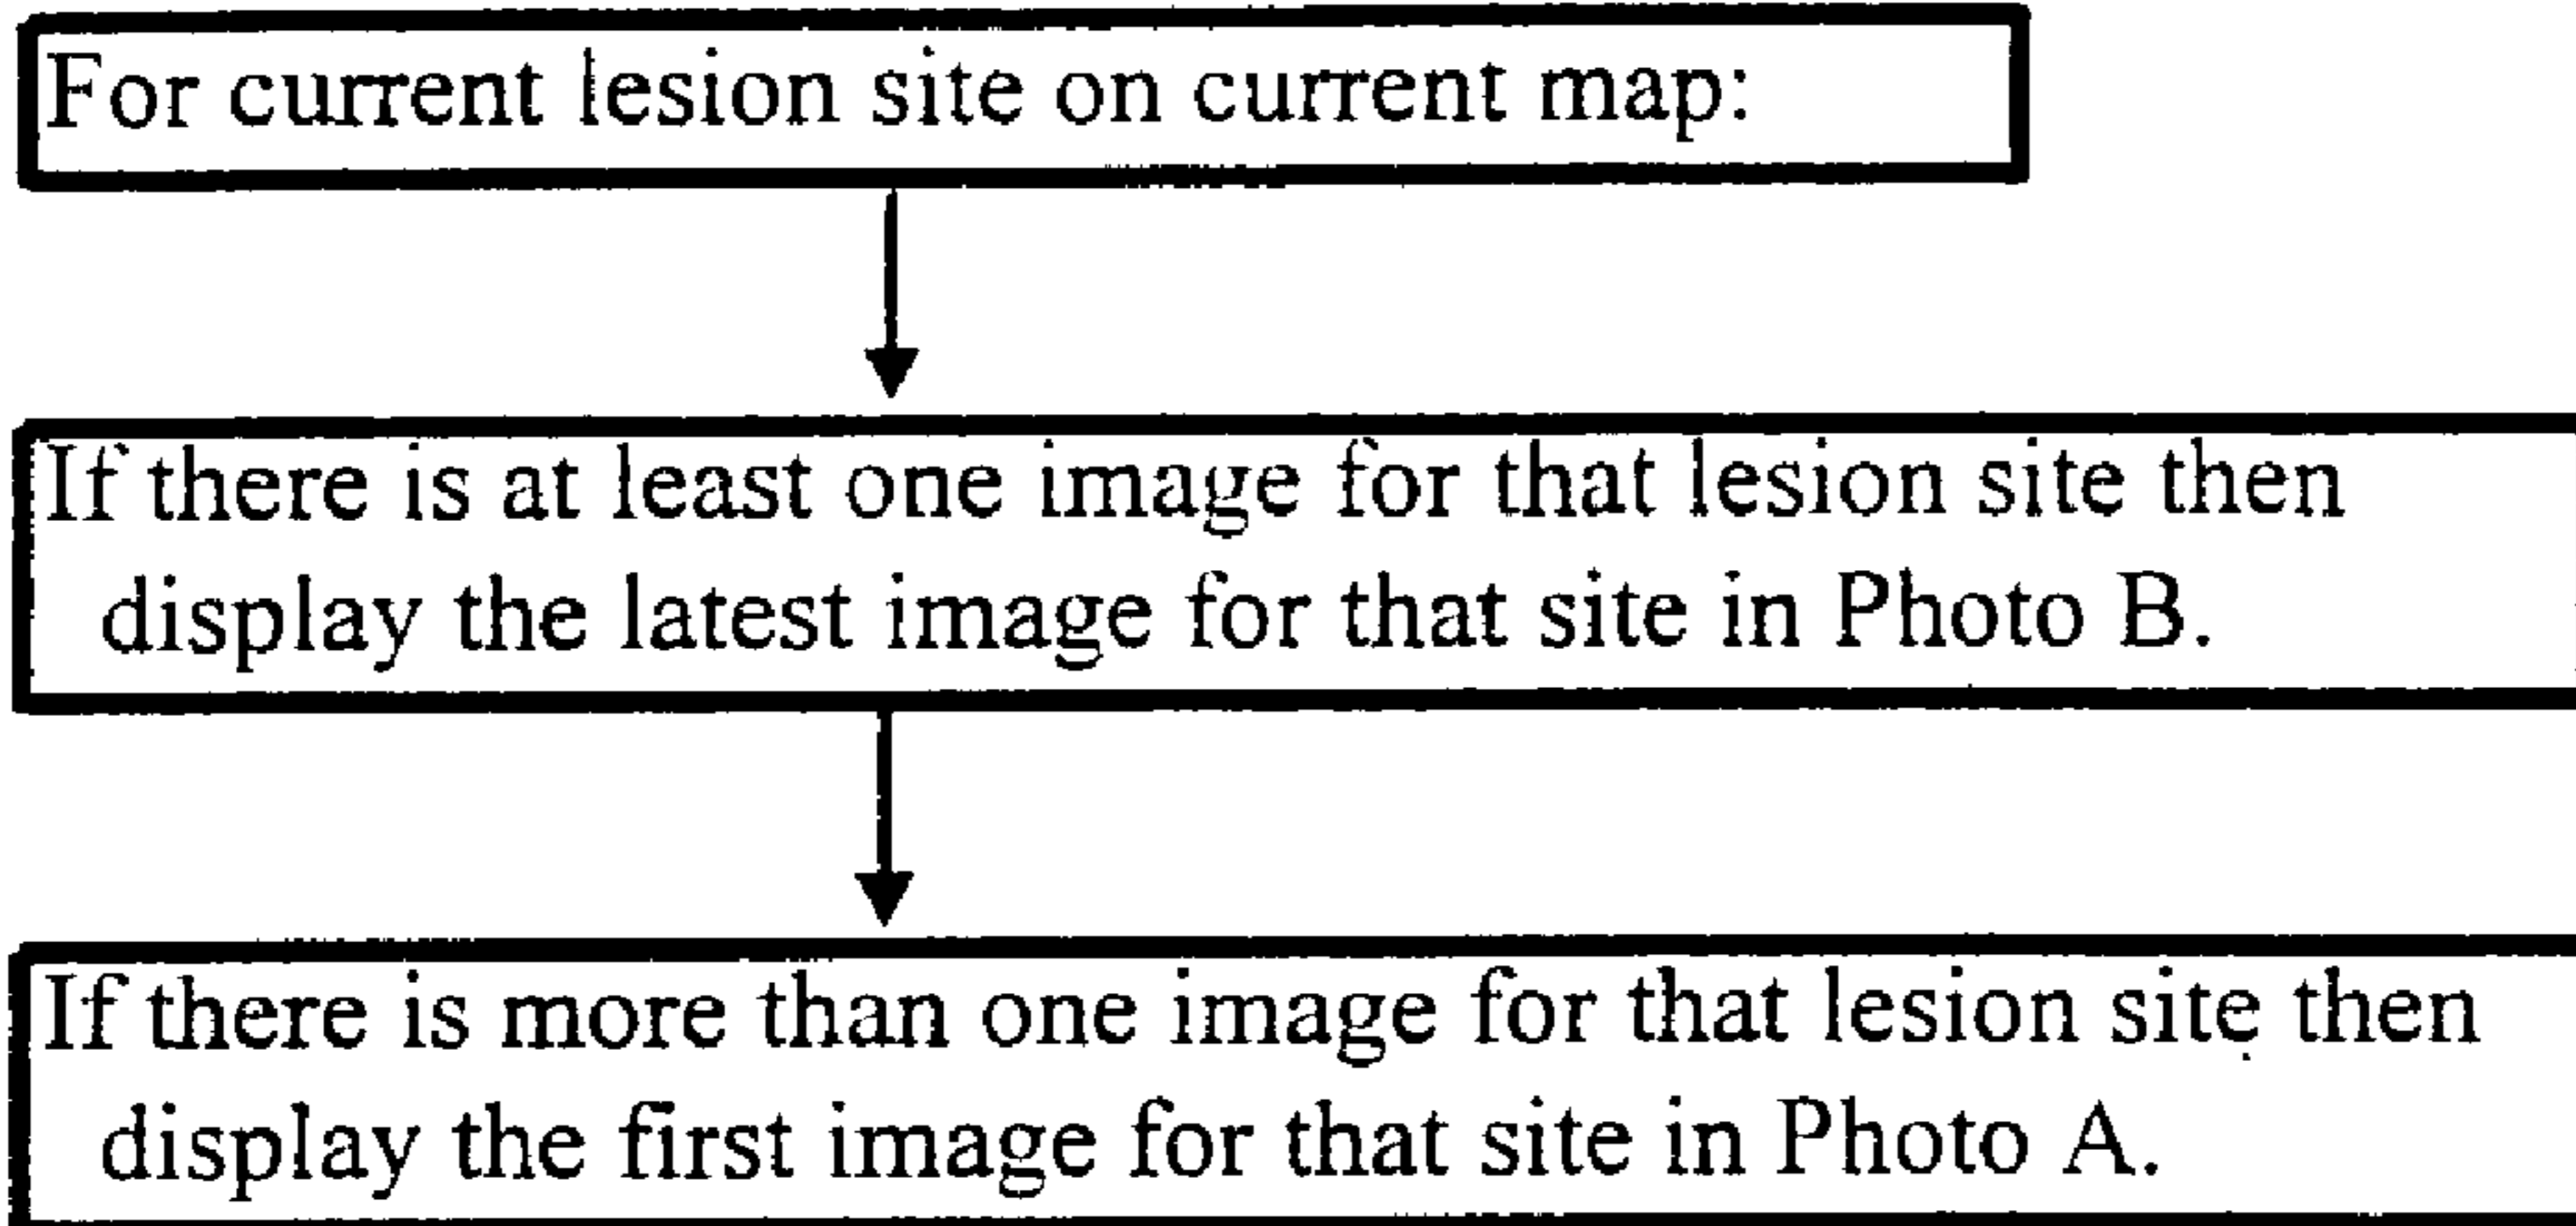 For current lesion site on current map:
If there is at least one image for that lesion site then
display the latest image for that site in Photo B.
If there is more than one image for that lesion site then
display the first image for that site in Photo A.